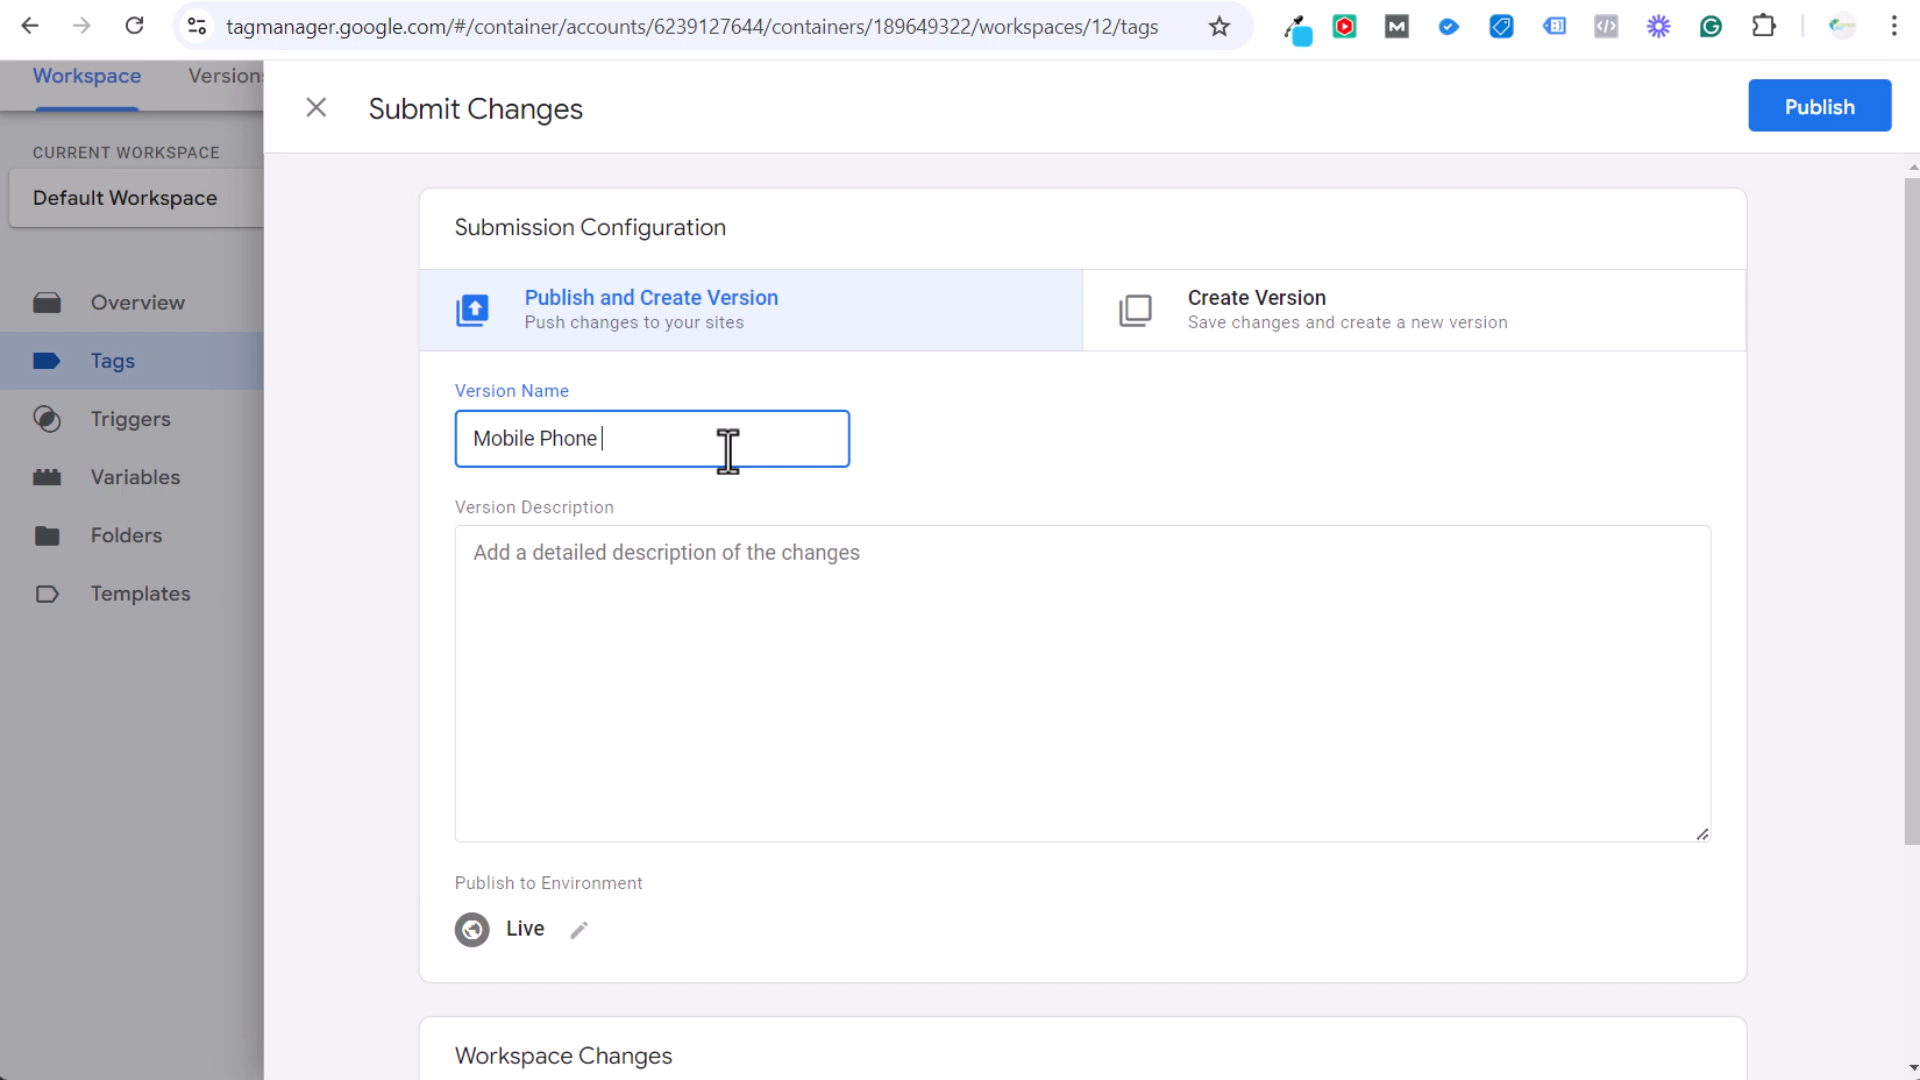 tagmanager.google.com/#/container/accounts/6239127644/containers/189649322/workspaces/12/tags
Workspace
Version
Submit Changes
Publish
CURRENT WORKSPACE
Default Workspace
Submission Configuration
Overview
Publish and Create Version
Push changes to your sites
Create Version
Save changes and create a new version
Tags
Version Name
Triggers
Mobile Phone
Variables
Version Description
Folders
Add a detailed description of the changes
Templates
Publish to Environment
Live
Workspace Changes